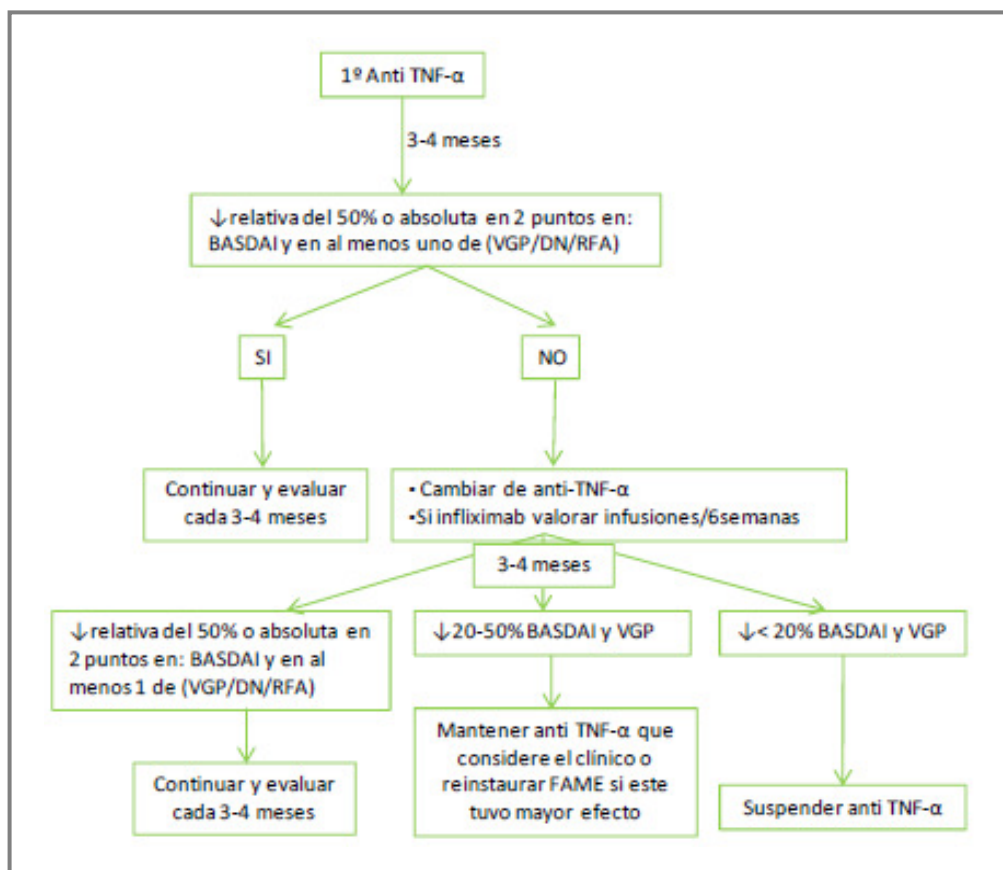 1º Anti TNF-α
3-4 meses
↓relativa del 50% o absoluta en 2 puntos en:
BASDAI y en al menos uno de (VGP/DN/RFA)
SI
NO
Continuar y evaluar
cada 3-4 meses
• Cambiar de anti-TNF-α
•Si infliximab valorar infusiones/6semanas
3-4 meses
↓relativa del 50% o absoluta en
2 puntos en: BASDAI y en al
menos 1 de (VGP/DN/RFA)
↓20-50% BASDAI y VGP
↓< 20% BASDAI y VGP
Continuar y evaluar
cada 3-4 meses
Mantener anti TNF-α que
considere el clínico o
reinstaurar FAME si este
tuvo mayor efecto
Suspender anti TNF-α